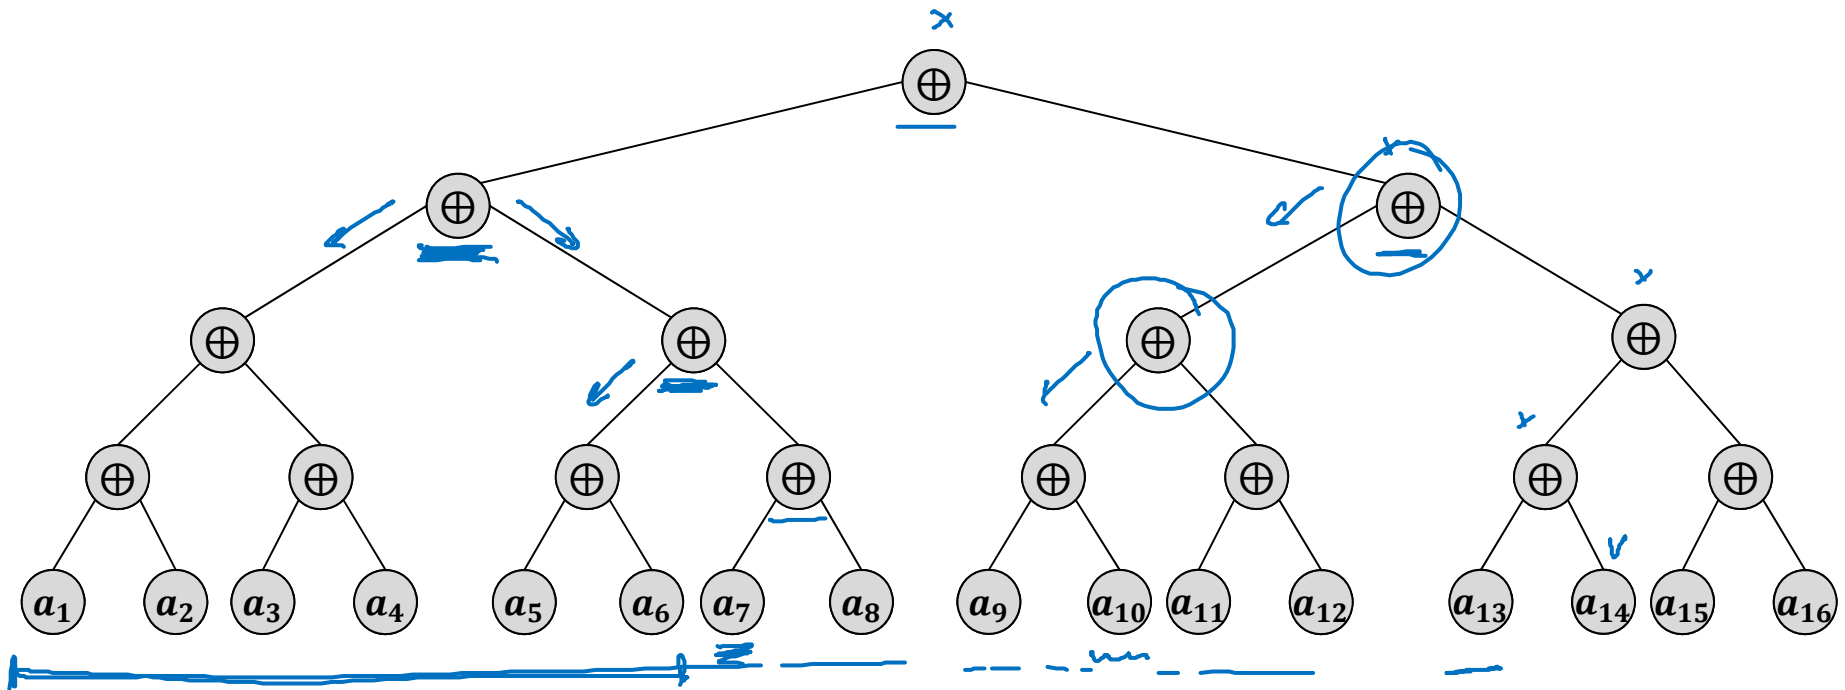 ×
⊕
×
⊕ ⊕
×
⊕ ⊕ ⊕ ⊕
×
⊕ ⊕ ⊕ ⊕ ⊕ ⊕ ⊕ ⊕
v
a₁ a₂ a₃ a₄ a₅ a₆ a₇ a₈ a₉ a₁₀ a₁₁ a₁₂ a₁₃ a₁₄ a₁₅ a₁₆